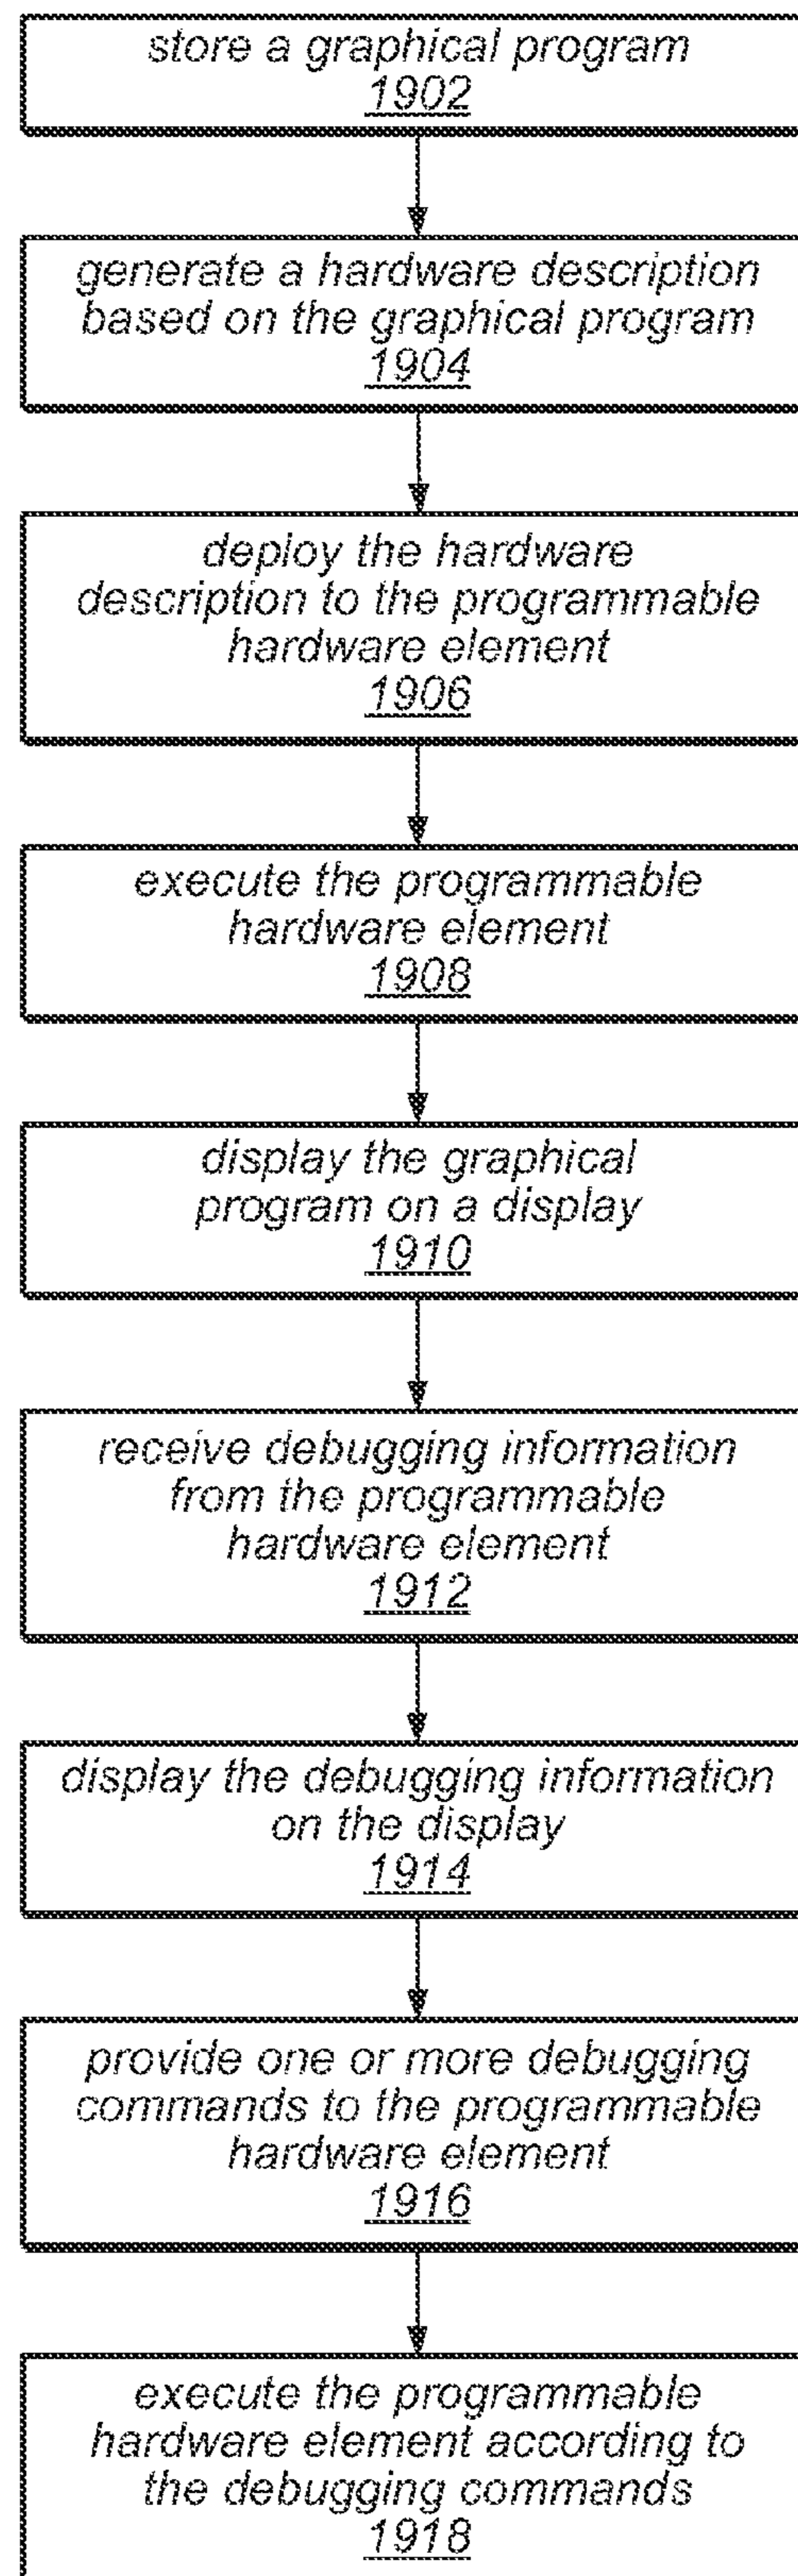 store a graphical program
1902
generate a hardware description
based on the graphical program
1904
deploy the hardware
description to the programmable
hardware element
1906
execute the programmable
hardware element
1908
display the graphical
program on a display
1910
receive debugging information
from the programmable
hardware element
1912
display the debugging information
on the display
1914
provide one or more debugging
commands to the programmable
hardware element
1916
execute the programmable
hardware element according to
the debugging commands
1918